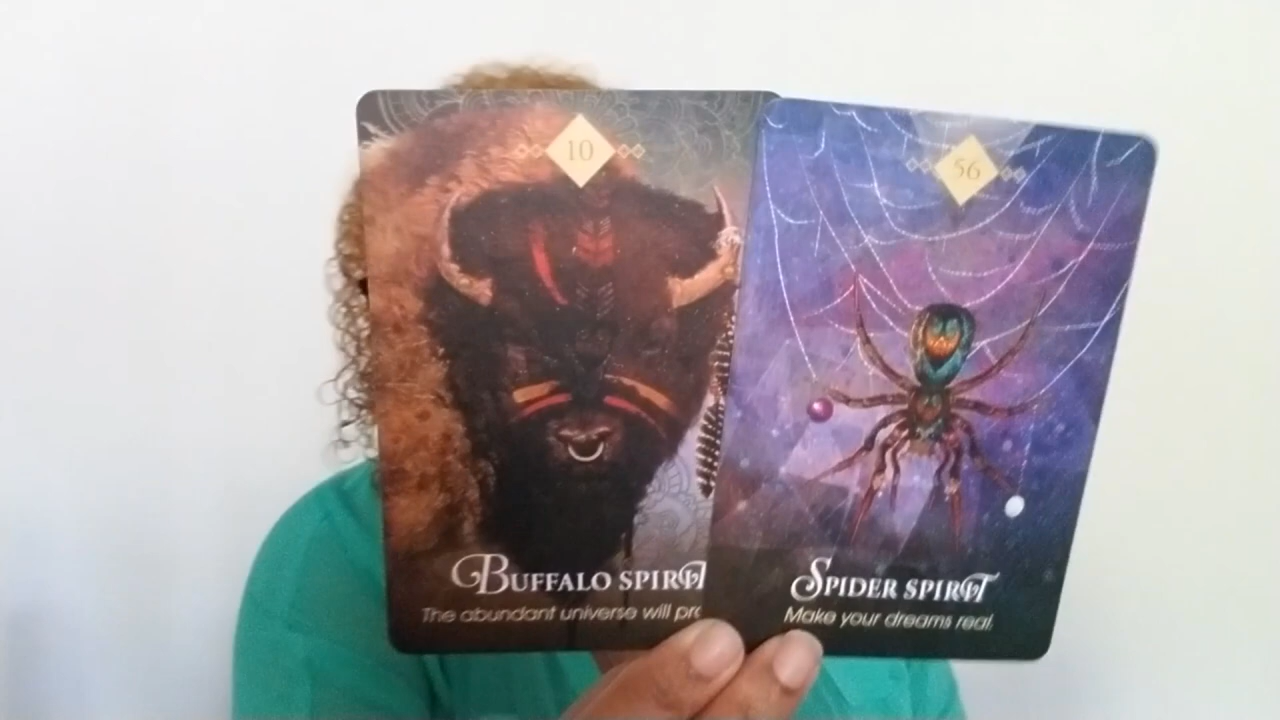 10
BUFFALO SPIRIT
The abundant universe will pro
56
SPIDER SPIRIT
Make your dreams real.